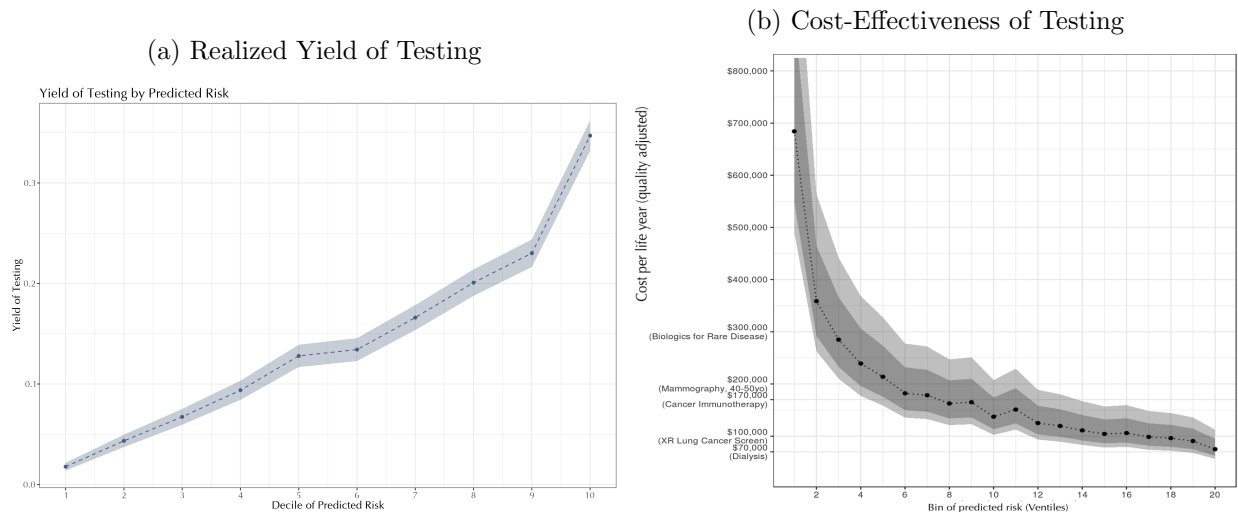 (a) Realized Yield of Testing
Yield of Testing by Predicted Risk
Yield of Testing
0.3
0.2
0.1
0.0
1 2 3 4 5 6 7 8 9 10
Decile of Predicted Risk
(b) Cost-Effectiveness of Testing
Cost per life year (quality adjusted)
$800,000
$700,000
$600,000
$500,000
$400,000
$300,000
(Biologics for Rare Disease)
$200,000
(Mammography, 40-50yo)
$170,000
(Cancer Immunotherapy)
$100,000
(XR Lung Cancer Screen)
$70,000
(Dialysis)
2 4 6 8 10 12 14 16 18 20
Bin of predicted risk (Ventiles)